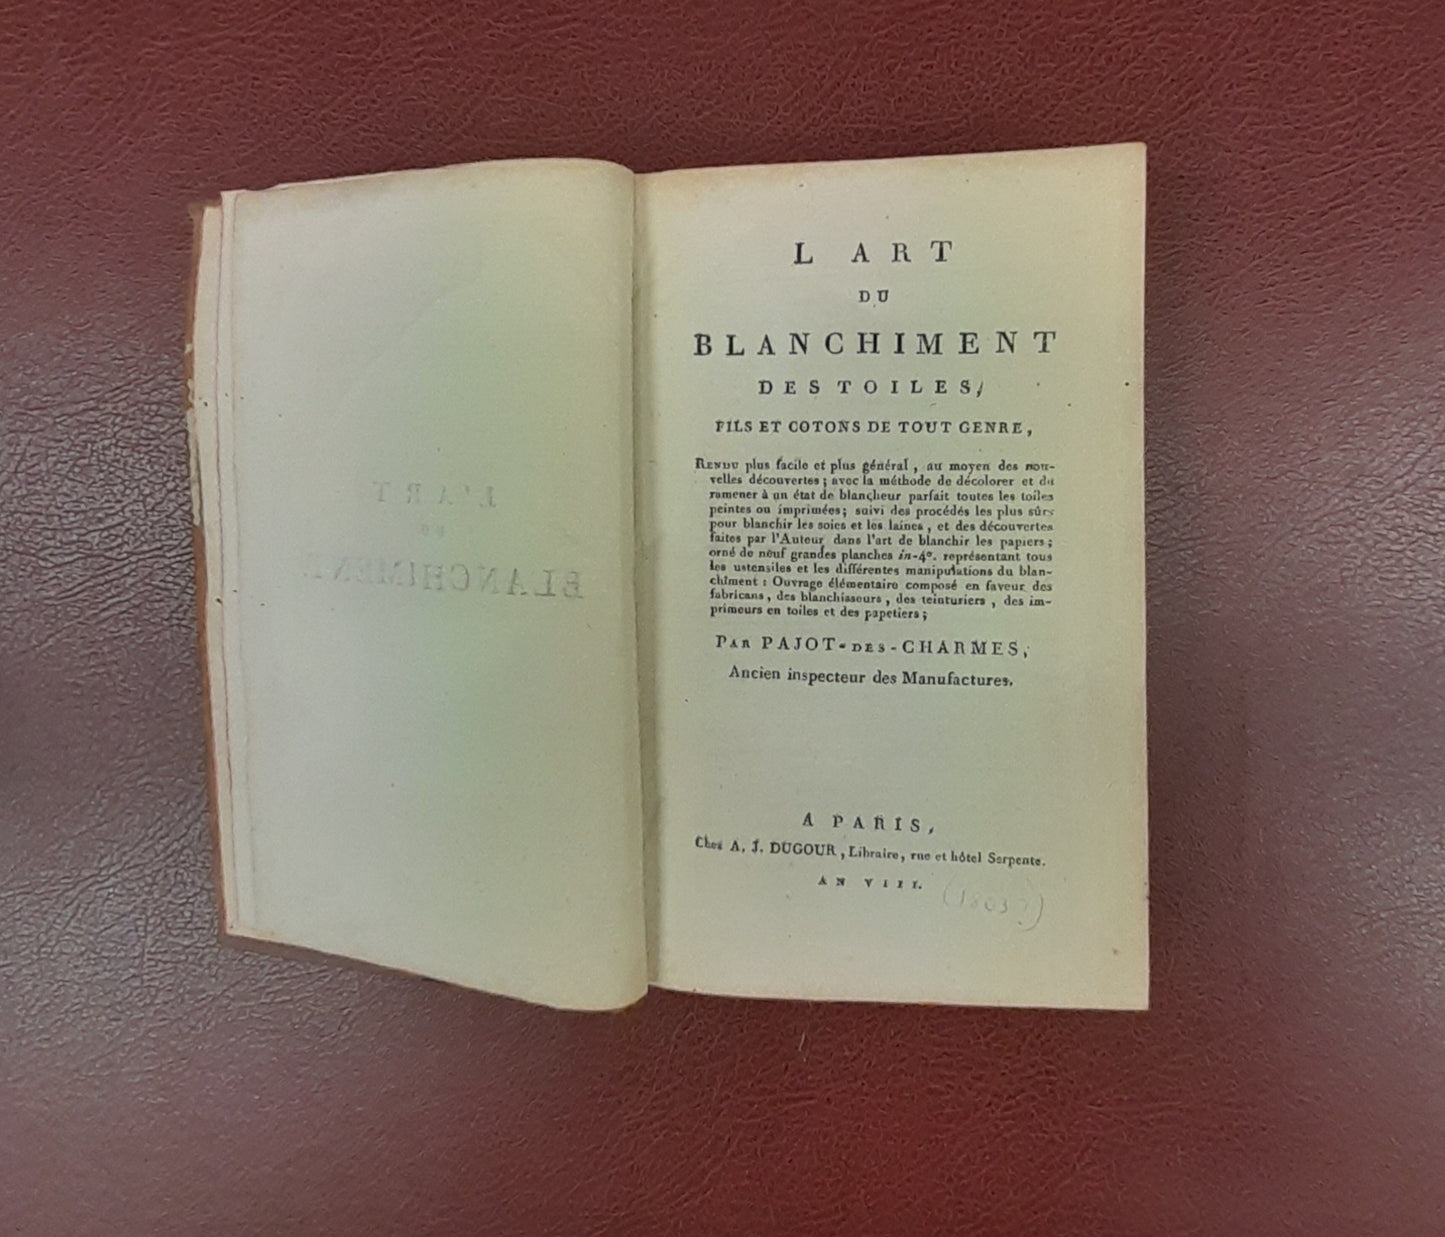 L'ART
DU
BLANCHIMENT
L ART
DU
BLANCHIMENT
DES TOILES,
FILS ET COTONS DE TOUT GENRE,
RENDU plus facile et plus général, au moyen des nou-
velles découvertes; avec la méthode de décolorer et de
ramener à un état de blancheur parfait toutes les toiles
peintes ou imprimées; suivi des procédés les plus sûrs
pour blanchir les soies et les laines, et des découvertes
faites par l'Auteur dans l'art de blanchir les papiers;
orné de neuf grandes planches in-4º. représentant tous
les ustensiles et les différentes manipulations du blan-
chîment: Ouvrage élémentaire composé en faveur des
fabricans, des blanchisseurs, des teinturiers, des im-
primeurs en toiles et des papetiers;
PAR PAJOT-DES-CHARMES,
Ancien inspecteur des Manufactures.
A PARIS,
Chez A. J. DUGOUR, Libraire, rue et hôtel Serpente.
AN VIII.
(1803?)